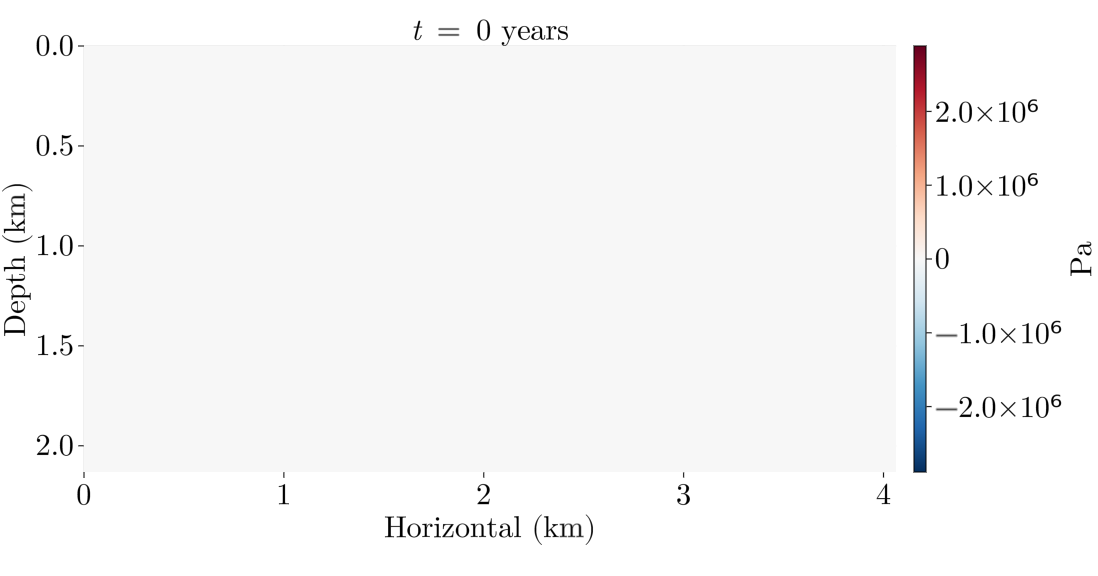 t = 0 years
0.0
0.5
1.0
1.5
2.0
Depth (km)
0 1 2 3 4
Horizontal (km)
2.0×10⁶
1.0×10⁶
0
−1.0×10⁶
−2.0×10⁶
Pa